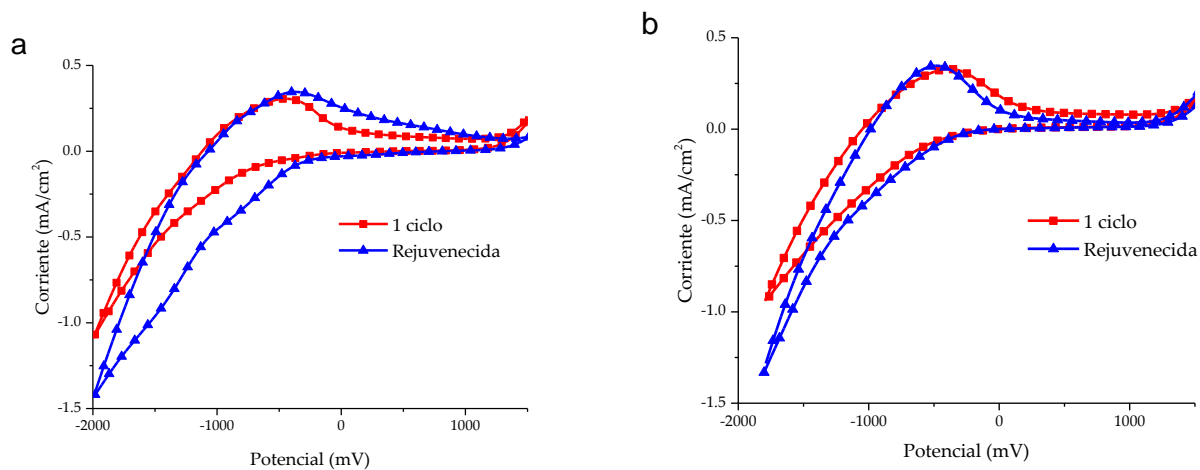 a
Corriente (mA/cm²)
0.5
0.0
-0.5
-1.0
-1.5
-2000
-1000
0
1000
Potencial (mV)
1 ciclo
Rejuvenecida
b
Corriente (mA/cm²)
0.5
0.0
-0.5
-1.0
-1.5
-2000
-1000
0
1000
Potencial (mV)
1 ciclo
Rejuvenecida